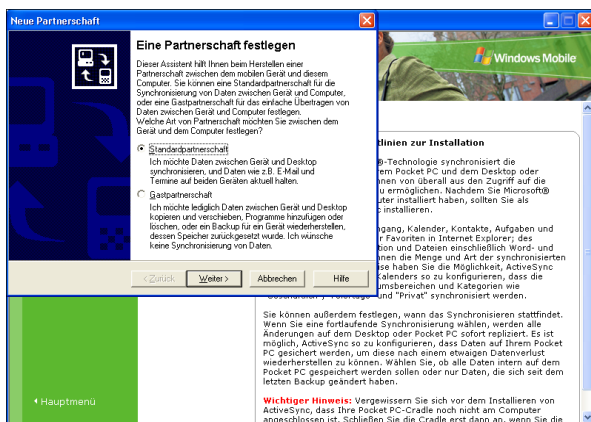 Neue Partnerschaft
Eine Partnerschaft festlegen
Dieser Assistent hilft Ihnen beim Herstellen einer
Partnerschaft zwischen dem mobilen Gerät und diesem
Computer. Sie können eine Standardpartnerschaft für die
Synchronisierung von Daten zwischen Gerät und Computer,
oder eine Gastpartnerschaft für das einfache Übertragen von
Daten zwischen Gerät und Computer festlegen.
Welche Art von Partnerschaft möchten Sie zwischen dem
Gerät und dem Computer festlegen?
Standardpartnerschaft
Ich möchte Daten zwischen Gerät und Desktop
synchronisieren, und Daten wie z.B. E-Mail und
Termine auf beiden Geräten aktuell halten.
Gastpartnerschaft
Ich möchte lediglich Daten zwischen Gerät und Desktop
kopieren und verschieben, Programme hinzufügen oder
löschen, oder ein Backup für ein Gerät wiederherstellen,
dessen Speicher zurückgesetzt wurde. Ich wünsche
keine Synchronisierung von Daten.
< Zurück Weiter > Abbrechen Hilfe
Windows Mobile
tlinien zur Installation
®-Technologie synchronisiert die
rem Pocket PC und dem Desktop oder
nen von überall aus den Zugriff auf die
u ermöglichen. Nachdem Sie Microsoft®
uter installiert haben, sollten Sie als
c installieren.
ngang, Kalender, Kontakte, Aufgaben und
r Favoriten in Internet Explorer; des
tion und Dateien einschließlich Word- und
nnen die Menge und Art der synchronisierten
ise haben Sie die Möglichkeit, ActiveSync
Kalenders so zu konfigurieren, dass die
umsbereichen und Kategorien wie
und "Privat" synchronisiert werden.
Sie können außerdem festlegen, wann das Synchronisieren stattfindet.
Wenn Sie eine fortlaufende Synchronisierung wählen, werden alle
Änderungen auf dem Desktop oder Pocket PC sofort repliziert. Es ist
möglich, ActiveSync so zu konfigurieren, dass Daten auf Ihrem Pocket
PC gesichert werden, um diese nach einem etwaigen Datenverlust
wiederherstellen zu können. Wählen Sie, ob alle Daten intern auf dem
Pocket PC gespeichert werden sollen oder nur Daten, die sich seit dem
letzten Backup geändert haben.
Wichtiger Hinweis: Vergewissern Sie sich vor dem Installieren von
ActiveSync, dass Ihre Pocket PC-Cradle noch nicht am Computer
angeschlossen ist. Schließen Sie die Cradle erst dann an, wenn Sie die
Hauptmenü